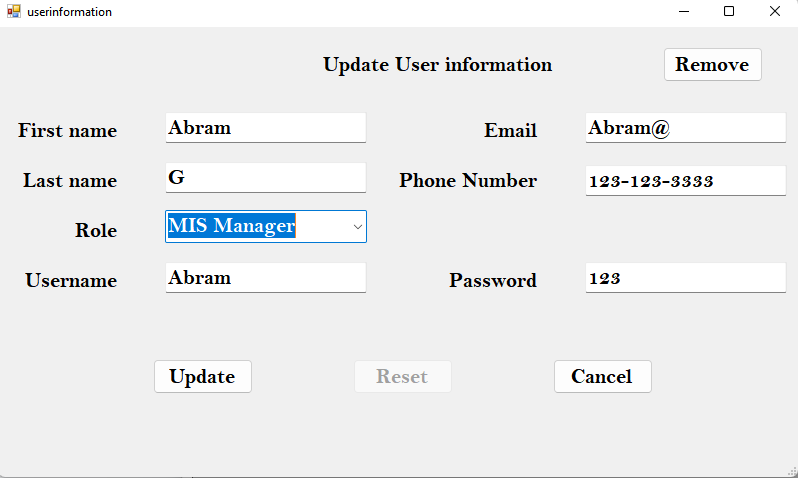 userinformation
Update User information Remove
First name Abram Email Abram@
Last name G Phone Number 123-123-3333
Role MIS Manager
Username Abram Password 123
Update Reset Cancel